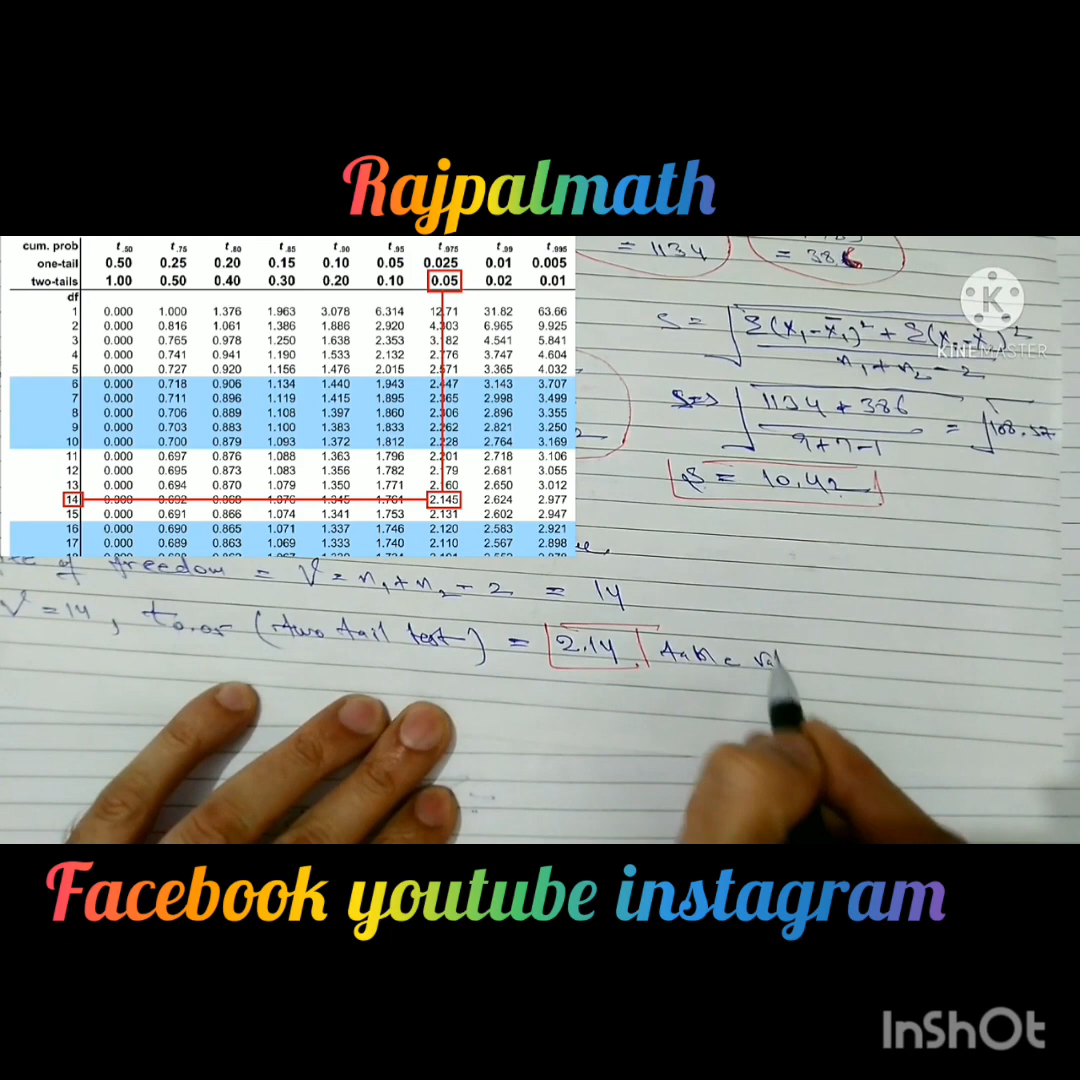 Rajpalmath
cum. prob t.50 t.75 t.80 t.85 t.90 t.95 t.975 t.99 t.995
one-tail 0.50 0.25 0.20 0.15 0.10 0.05 0.025 0.01 0.005
two-tails 1.00 0.50 0.40 0.30 0.20 0.10 0.05 0.02 0.01
df
1 0.000 1.000 1.376 1.963 3.078 6.314 12.71 31.82 63.66
2 0.000 0.816 1.061 1.386 1.886 2.920 4.303 6.965 9.925
3 0.000 0.765 0.978 1.250 1.638 2.353 3.182 4.541 5.841
4 0.000 0.741 0.941 1.190 1.533 2.132 2.776 3.747 4.604
5 0.000 0.727 0.920 1.156 1.476 2.015 2.571 3.365 4.032
6 0.000 0.718 0.906 1.134 1.440 1.943 2.447 3.143 3.707
7 0.000 0.711 0.896 1.119 1.415 1.895 2.365 2.998 3.499
8 0.000 0.706 0.889 1.108 1.397 1.860 2.306 2.896 3.355
9 0.000 0.703 0.883 1.100 1.383 1.833 2.262 2.821 3.250
10 0.000 0.700 0.879 1.093 1.372 1.812 2.228 2.764 3.169
11 0.000 0.697 0.876 1.088 1.363 1.796 2.201 2.718 3.106
12 0.000 0.695 0.873 1.083 1.356 1.782 2.179 2.681 3.055
13 0.000 0.694 0.870 1.079 1.350 1.771 2.160 2.650 3.012
14 0.000 0.692 0.868 1.076 1.345 1.761 2.145 2.624 2.977
15 0.000 0.691 0.866 1.074 1.341 1.753 2.131 2.602 2.947
16 0.000 0.690 0.865 1.071 1.337 1.746 2.120 2.583 2.921
17 0.000 0.689 0.863 1.069 1.333 1.740 2.110 2.567 2.898
= 1134 = 386
K
KINEMASTER
S = √ Σ(x₁-x̄₁)² + Σ(x₂-x̄)²
n₁+n₂-2
S => √ 1134 + 386 = √108.57
9+7-1
S = 10.42
of freedom = V = n₁+n₂-2 = 14
V = 14, t0.05 (two tail test) = 2.14 table
Facebook youtube instagram
InShOt